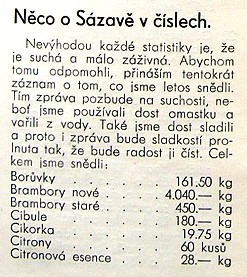 Něco o Sázavě v číslech.
Nevýhodou každé statistiky je, že
je suchá a málo záživná. Abychom
tomu odpomohli, přináším tentokrát
záznam o tom, co jsme letos snědli.
Tím zpráva pozbude na suchosti, ne-
boť jsme používali dost omastku a
vařili z vody. Také jsme dost sladili
a proto i zpráva bude sladkostí pro-
lnuta tak, že bude radost ji číst. Cel-
kem jsme snědli:
Borůvky . . . . . 161.50 kg
Brambory nové . . . . 4.040.— kg
Brambory staré . . . . 450.— kg
Cibule . . . . . 180.— kg
Cikorka . . . . . 19.75 kg
Citrony . . . . . 60 kusů
Citronová esence . . . 28.— kg